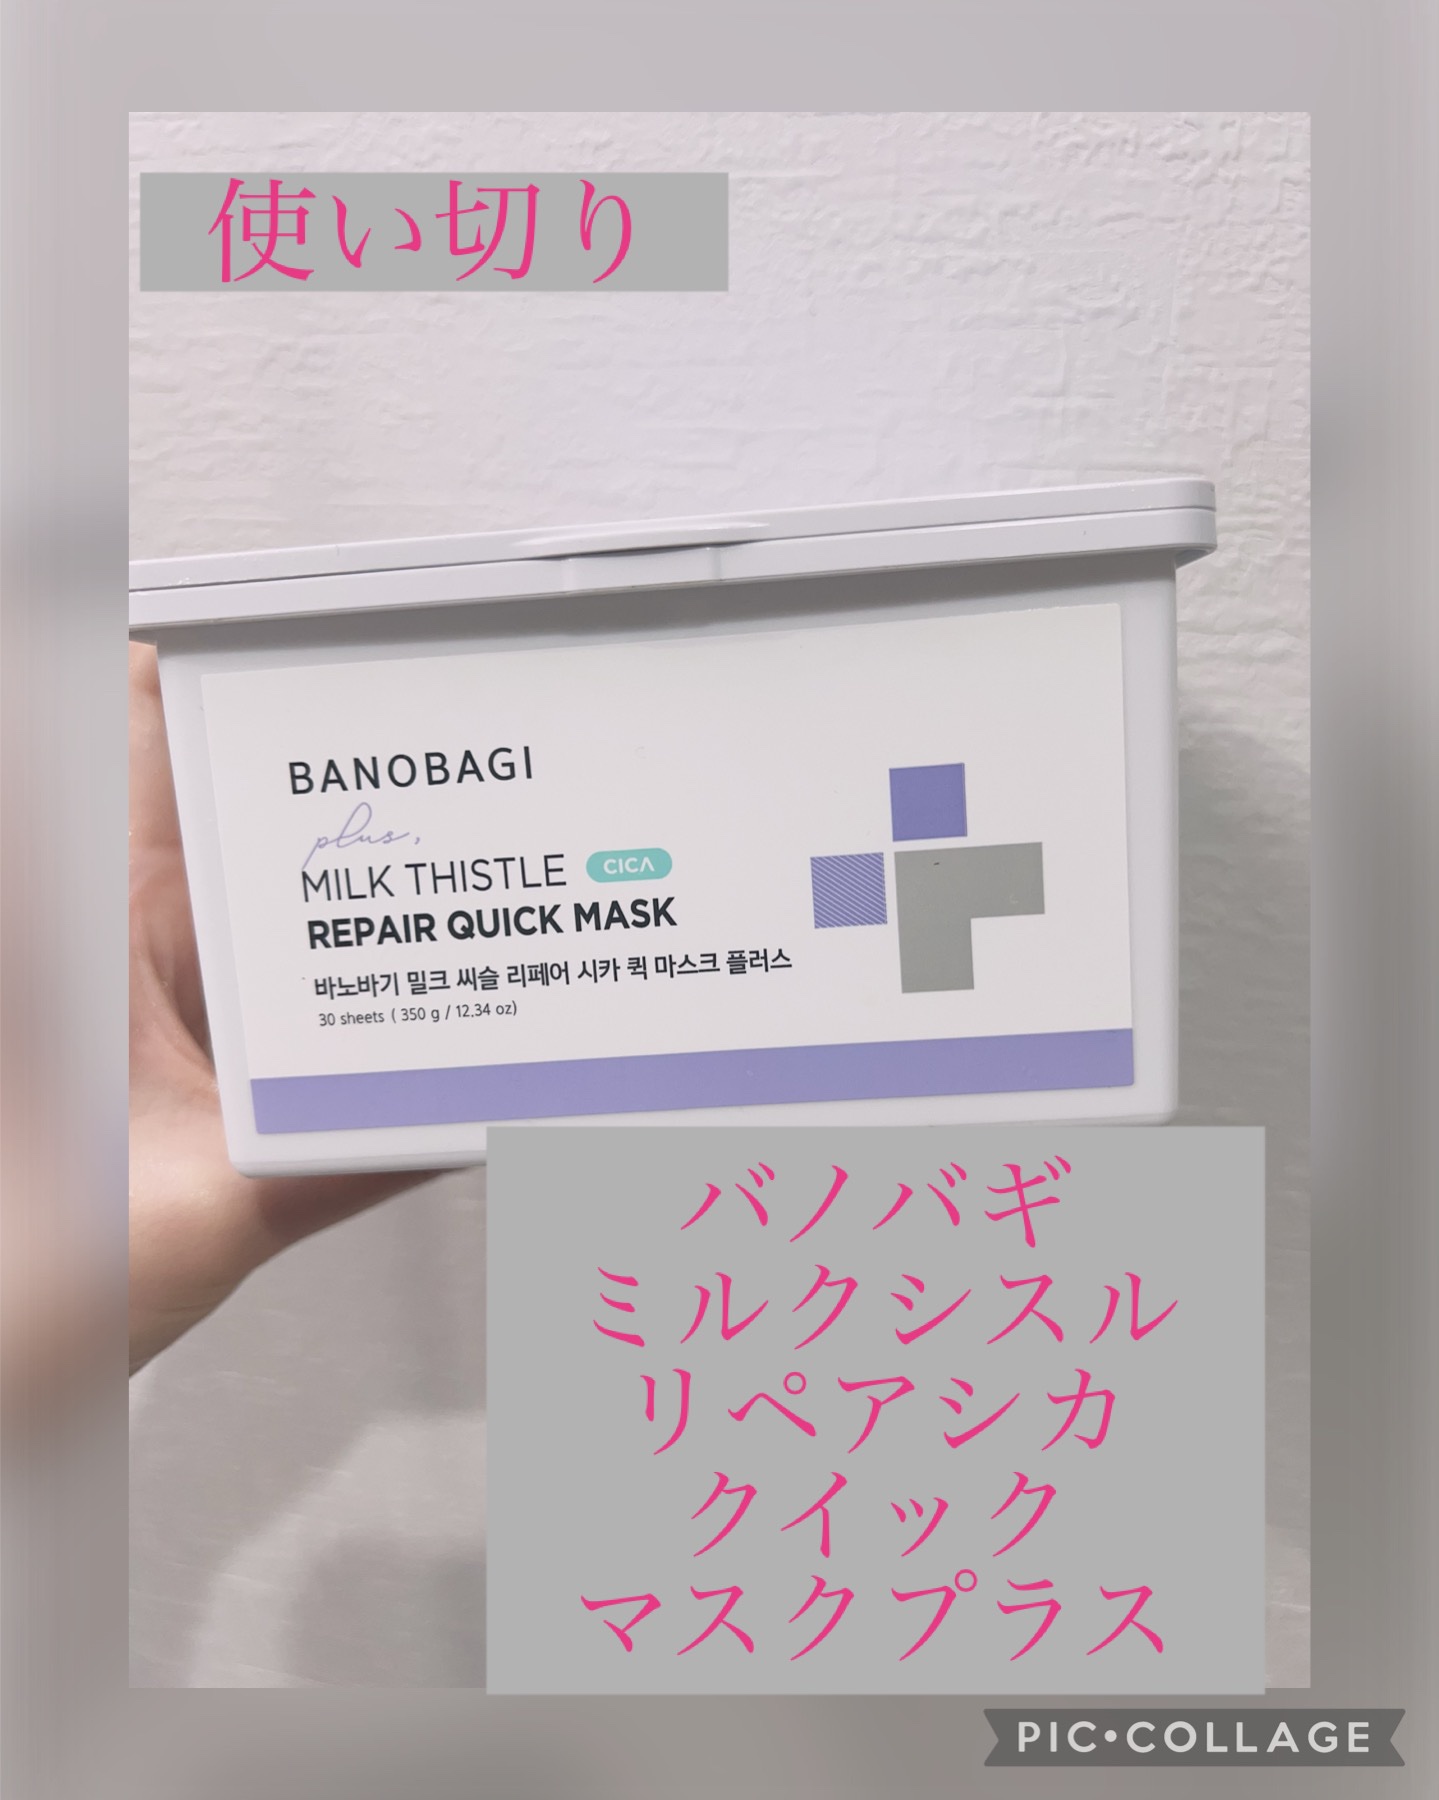 使い切り
BANOBAGI
plus,
MILK THISTLE CICA
REPAIR QUICK MASK
바노바기 밀크 씨슬 리페어 시카 퀵 마스크 플러스
30 sheets ( 350 g / 12.34 oz)
バノバギ
ミルクシスル
リペアシカ
クイック
マスクプラス
PIC•COLLAGE